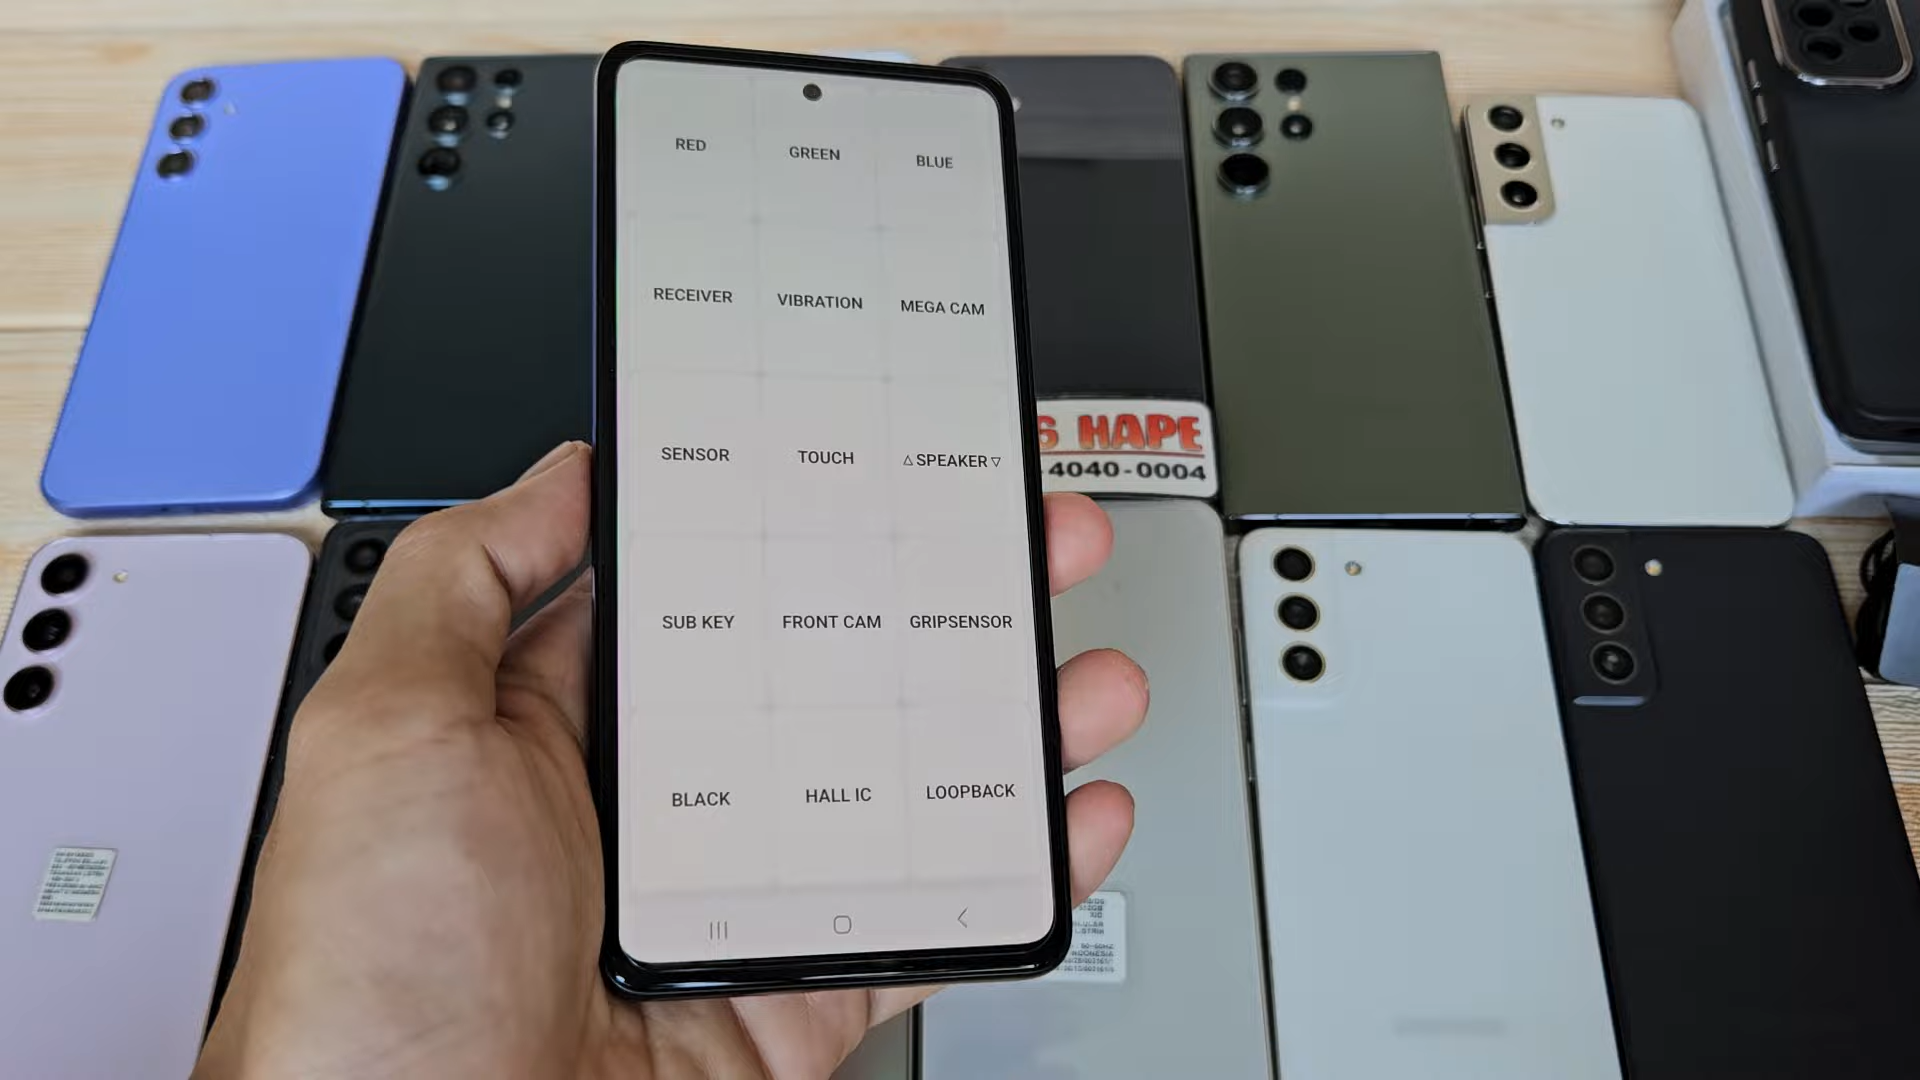 RED
GREEN
BLUE
RECEIVER
VIBRATION
MEGA CAM
SENSOR
TOUCH
△ SPEAKER ▽
SUB KEY
FRONT CAM
GRIPSENSOR
BLACK
HALL IC
LOOPBACK
HAPE
4040-0004